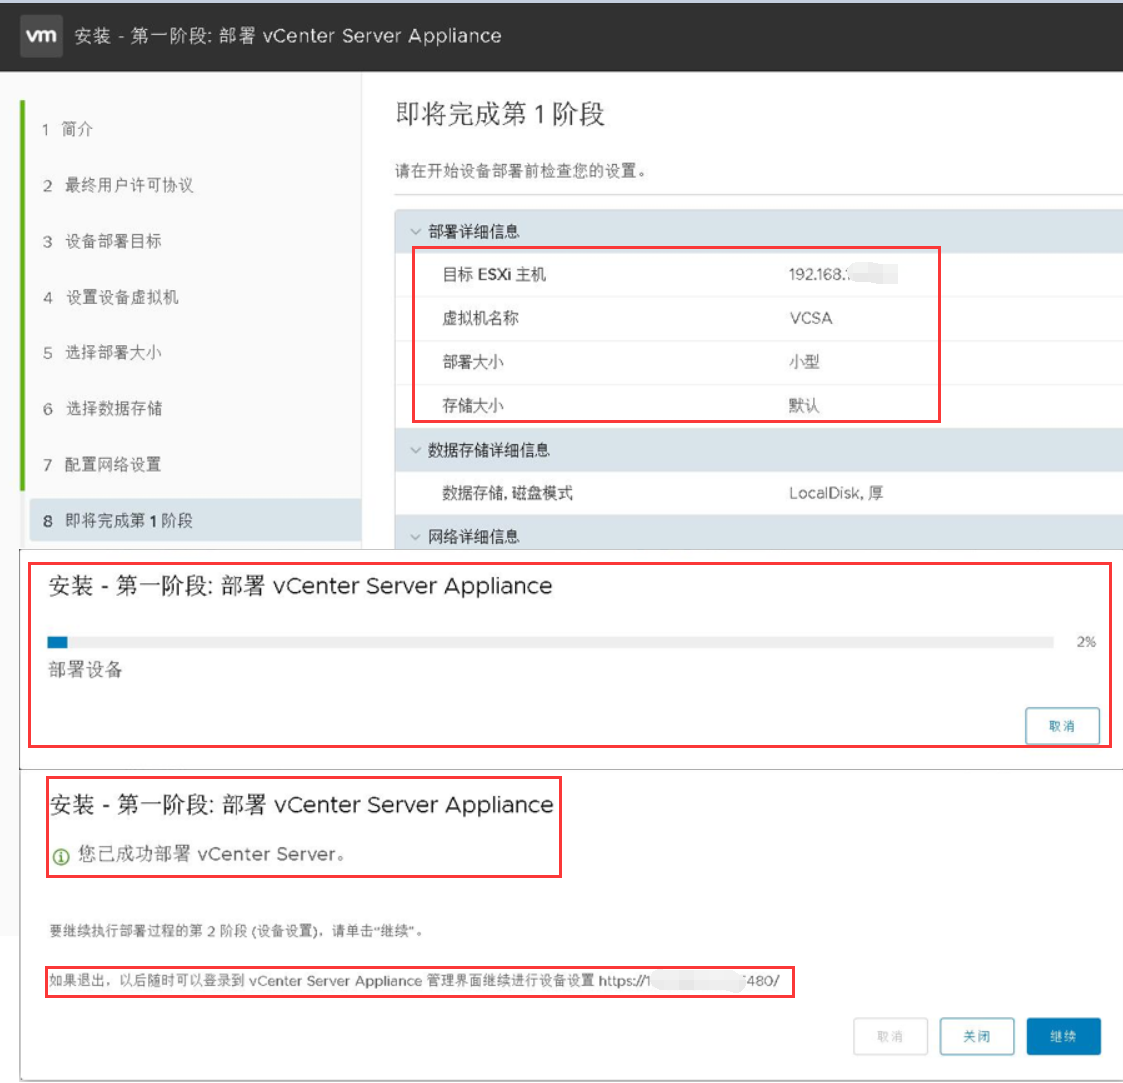 vm 安装 - 第一阶段: 部署 vCenter Server Appliance
1 简介
2 最终用户许可协议
3 设备部署目标
4 设置设备虚拟机
5 选择部署大小
6 选择数据存储
7 配置网络设置
8 即将完成第 1 阶段
即将完成第 1 阶段
请在开始设备部署前检查您的设置。
部署详细信息
目标 ESXi 主机 192.168.
虚拟机名称 VCSA
部署大小 小型
存储大小 默认
数据存储详细信息
数据存储, 磁盘模式 LocalDisk, 厚
网络详细信息
安装 - 第一阶段: 部署 vCenter Server Appliance
2%
部署设备
取消
安装 - 第一阶段: 部署 vCenter Server Appliance
您已成功部署 vCenter Server。
要继续执行部署过程的第 2 阶段 (设备设置)，请单击“继续”。
如果退出，以后随时可以登录到 vCenter Server Appliance 管理界面继续进行设备设置 https://1 480/
取消 关闭 继续